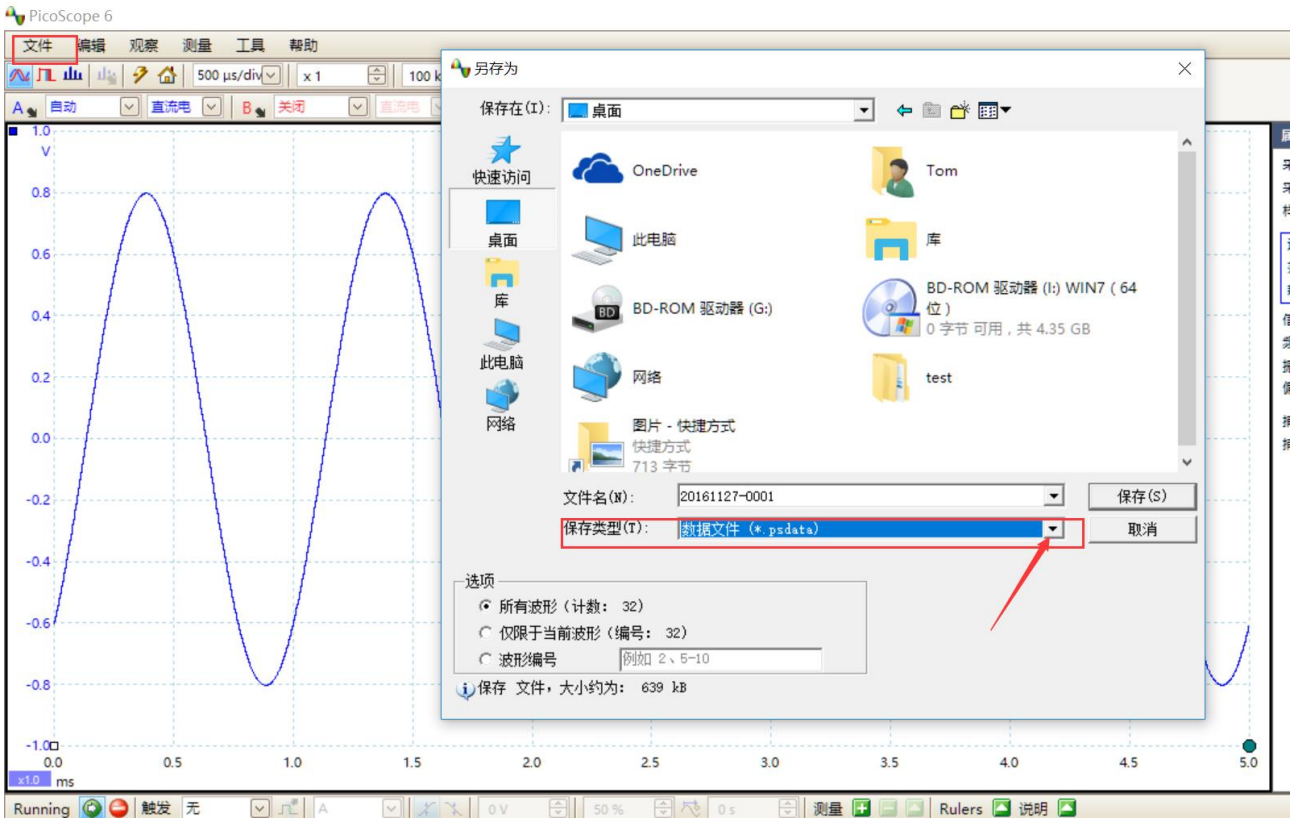 PicoScope 6
文件 编辑 观察 测量 工具 帮助
500 µs/div x 1 100 k
A 自动 直流电 B 关闭 直流电
另存为
保存在(I): 桌面
快速访问
桌面
库
此电脑
网络
OneDrive
Tom
此电脑
库
BD-ROM 驱动器 (G:)
BD-ROM 驱动器 (I:) WIN7 ( 64
位 )
0 字节 可用，共 4.35 GB
网络
test
图片 - 快捷方式
快捷方式
713 字节
文件名(N): 20161127-0001 保存(S)
保存类型(T): 数据文件 (*.psdata) 取消
选项
所有波形 (计数： 32)
仅限于当前波形 (编号： 32)
波形编号 例如 2、5-10
保存 文件，大小约为： 639 kB
1.0
V
0.8
0.6
0.4
0.2
0.0
-0.2
-0.4
-0.6
-0.8
-1.0
0.0 0.5 1.0 1.5 2.0 2.5 3.0 3.5 4.0 4.5 5.0
x1.0 ms
Running 触发 无 A 0 V 50 % 0 s 测量 Rulers 说明